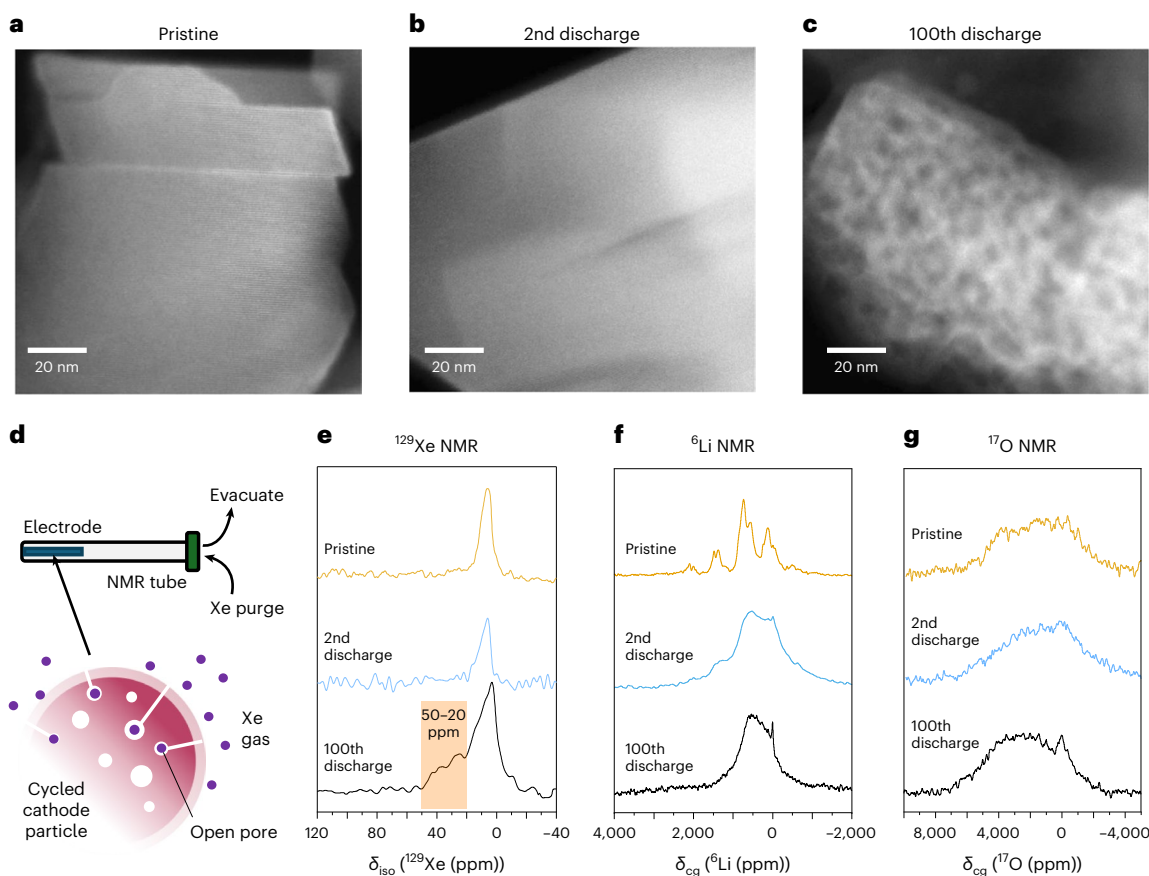 a
Pristine
20 nm
b
2nd discharge
20 nm
c
100th discharge
20 nm
d
Electrode
Evacuate
NMR tube
Xe purge
Xe
gas
Cycled
cathode
particle
Open pore
e
¹²⁹Xe NMR
Pristine
2nd
discharge
50–20
ppm
100th
discharge
120 80 40 0 −40
δiso (¹²⁹Xe (ppm))
f
⁶Li NMR
Pristine
2nd
discharge
100th
discharge
4,000 2,000 0 −2,000
δcg (⁶Li (ppm))
g
¹⁷O NMR
Pristine
2nd
discharge
100th
discharge
8,000 4,000 0 −4,000
δcg (¹⁷O (ppm))